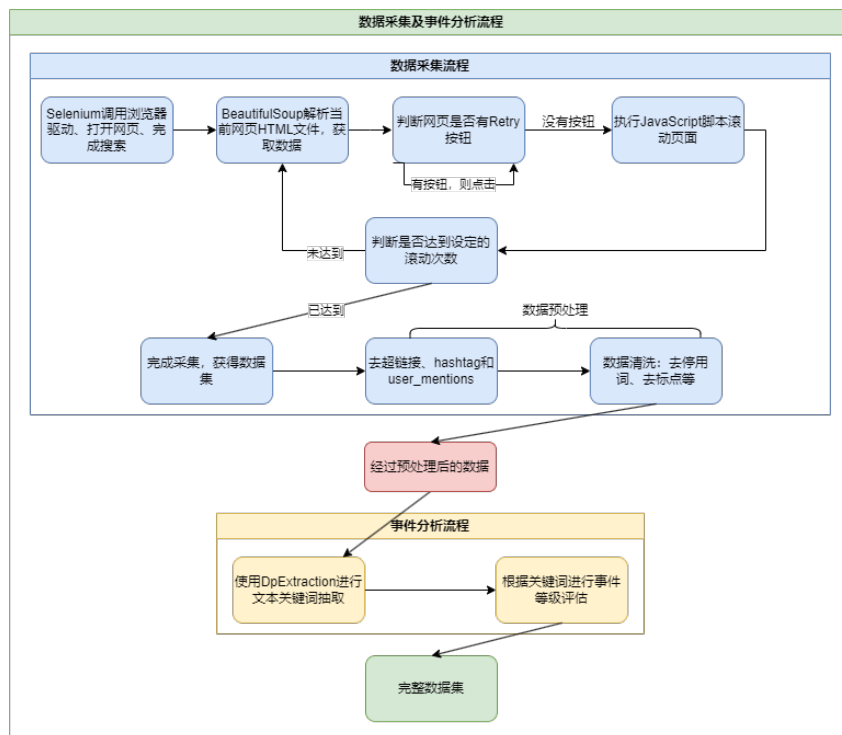 数据采集及事件分析流程
数据采集流程
Selenium调用浏览器
驱动、打开网页、完
成搜索
BeautifulSoup解析当
前网页HTML文件，获
取数据
判断网页是否有Retry
按钮
没有按钮
执行JavaScript脚本滚
动页面
有按钮，则点击
判断是否达到设定的
滚动次数
未达到
已达到
数据预处理
完成采集，获得数据
集
去超链接、hashtag和
user_mentions
数据清洗：去停用
词、去标点等
经过预处理后的数据
事件分析流程
使用DpExtraction进行
文本关键词抽取
根据关键词进行事件
等级评估
完整数据集